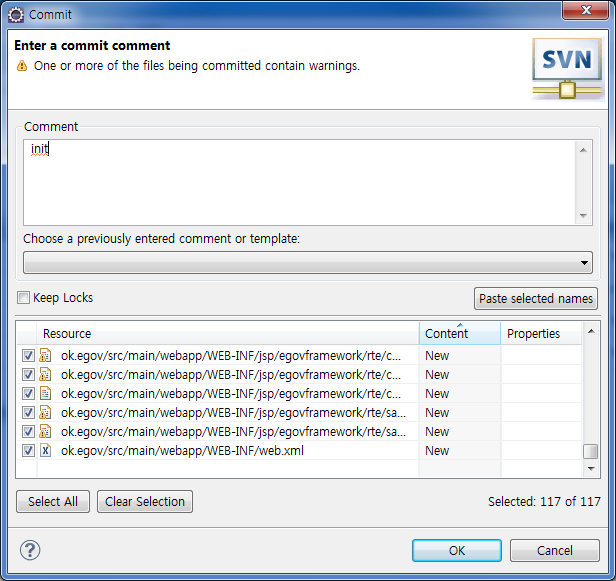 Commit
Enter a commit comment
One or more of the files being committed contain warnings.
SVN
Comment
init
Choose a previously entered comment or template:
Keep Locks
Paste selected names
Resource Content Properties
ok.egov/src/main/webapp/WEB-INF/jsp/egovframework/rte/c... New
ok.egov/src/main/webapp/WEB-INF/jsp/egovframework/rte/c... New
ok.egov/src/main/webapp/WEB-INF/jsp/egovframework/rte/c... New
ok.egov/src/main/webapp/WEB-INF/jsp/egovframework/rte/sa... New
ok.egov/src/main/webapp/WEB-INF/jsp/egovframework/rte/sa... New
ok.egov/src/main/webapp/WEB-INF/web.xml New
Select All Clear Selection Selected: 117 of 117
? OK Cancel